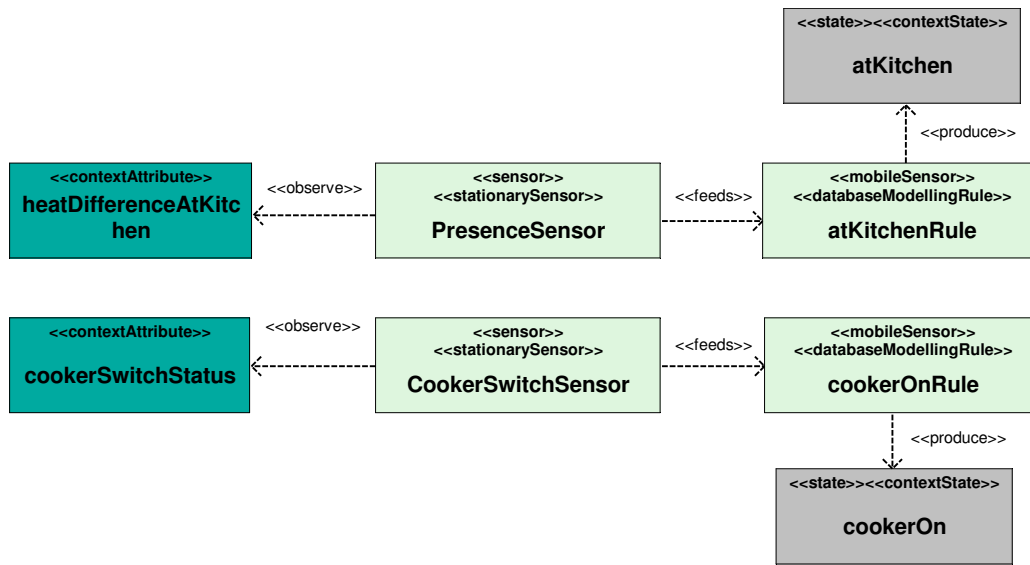 <<state>><<contextState>>
atKitchen
<<produce>>
<<contextAttribute>>
heatDifferenceAtKitc
hen
<<observe>>
<<sensor>>
<<stationarySensor>>
PresenceSensor
<<feeds>>
<<mobileSensor>>
<<databaseModellingRule>>
atKitchenRule
<<contextAttribute>>
cookerSwitchStatus
<<observe>>
<<sensor>>
<<stationarySensor>>
CookerSwitchSensor
<<feeds>>
<<mobileSensor>>
<<databaseModellingRule>>
cookerOnRule
<<produce>>
<<state>><<contextState>>
cookerOn